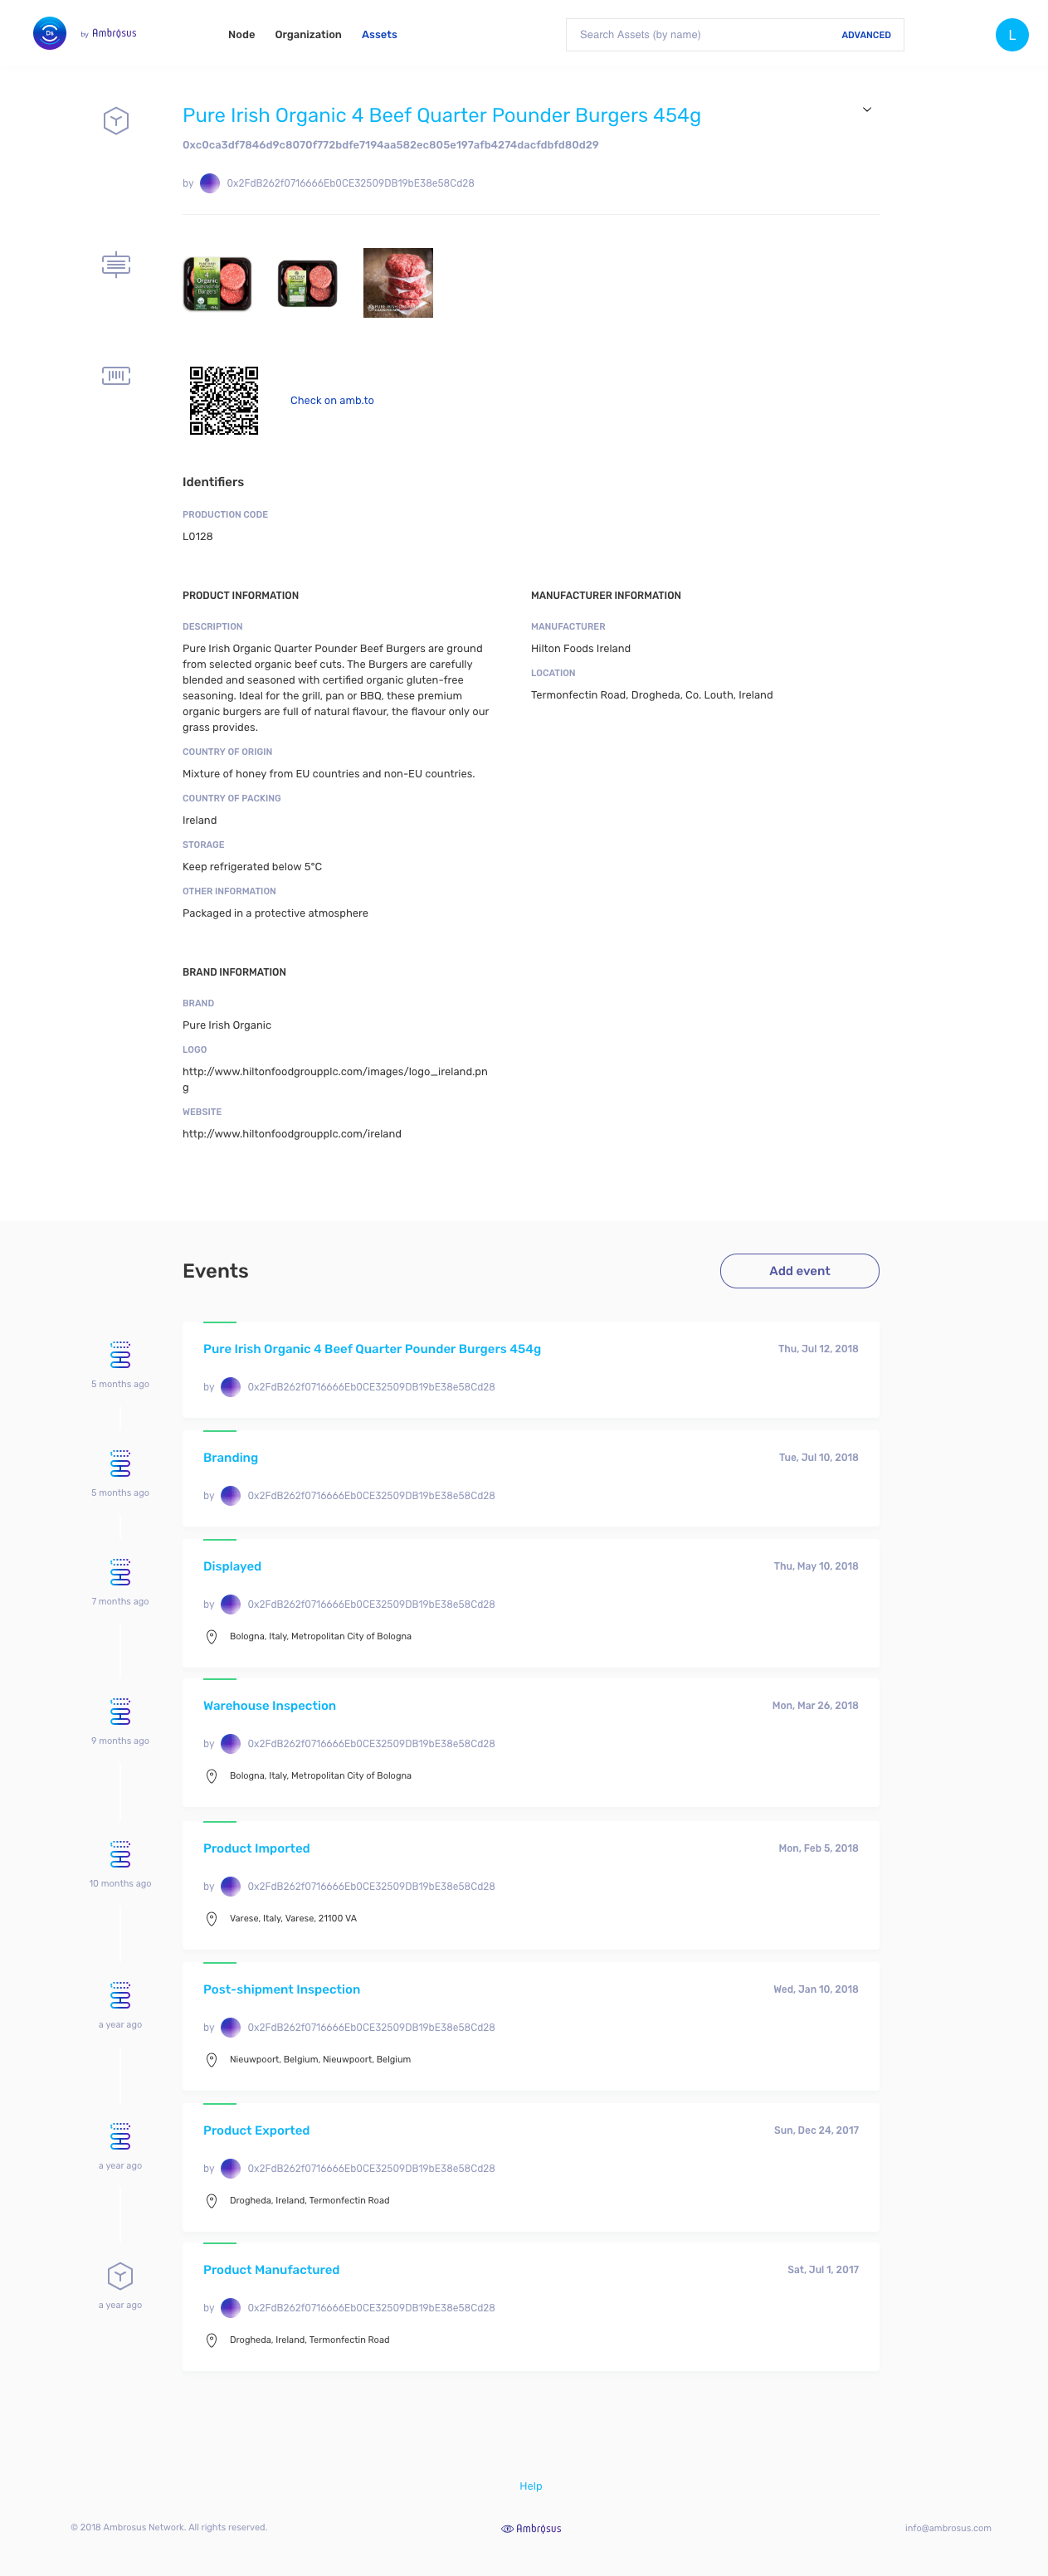 by Ambrosus
Node Organization Assets
Search Assets (by name) ADVANCED
L
Pure Irish Organic 4 Beef Quarter Pounder Burgers 454g
0xc0ca3df7846d9c8070f772bdfe7194aa582ec805e197afb4274dacfdbfd80d29
by 0x2FdB262f0716666Eb0CE32509DB19bE38e58Cd28
Check on amb.to
Identifiers
PRODUCTION CODE
L0128
PRODUCT INFORMATION
DESCRIPTION
Pure Irish Organic Quarter Pounder Beef Burgers are ground
from selected organic beef cuts. The Burgers are carefully
blended and seasoned with certified organic gluten-free
seasoning. Ideal for the grill, pan or BBQ, these premium
organic burgers are full of natural flavour, the flavour only our
grass provides.
COUNTRY OF ORIGIN
Mixture of honey from EU countries and non-EU countries.
COUNTRY OF PACKING
Ireland
STORAGE
Keep refrigerated below 5°C
OTHER INFORMATION
Packaged in a protective atmosphere
MANUFACTURER INFORMATION
MANUFACTURER
Hilton Foods Ireland
LOCATION
Termonfectin Road, Drogheda, Co. Louth, Ireland
BRAND INFORMATION
BRAND
Pure Irish Organic
LOGO
http://www.hiltonfoodgroupplc.com/images/logo_ireland.pn
g
WEBSITE
http://www.hiltonfoodgroupplc.com/ireland
Events
Add event
5 months ago
Pure Irish Organic 4 Beef Quarter Pounder Burgers 454g Thu, Jul 12, 2018
by 0x2FdB262f0716666Eb0CE32509DB19bE38e58Cd28
5 months ago
Branding Tue, Jul 10, 2018
by 0x2FdB262f0716666Eb0CE32509DB19bE38e58Cd28
7 months ago
Displayed Thu, May 10, 2018
by 0x2FdB262f0716666Eb0CE32509DB19bE38e58Cd28
Bologna, Italy, Metropolitan City of Bologna
9 months ago
Warehouse Inspection Mon, Mar 26, 2018
by 0x2FdB262f0716666Eb0CE32509DB19bE38e58Cd28
Bologna, Italy, Metropolitan City of Bologna
10 months ago
Product Imported Mon, Feb 5, 2018
by 0x2FdB262f0716666Eb0CE32509DB19bE38e58Cd28
Varese, Italy, Varese, 21100 VA
a year ago
Post-shipment Inspection Wed, Jan 10, 2018
by 0x2FdB262f0716666Eb0CE32509DB19bE38e58Cd28
Nieuwpoort, Belgium, Nieuwpoort, Belgium
a year ago
Product Exported Sun, Dec 24, 2017
by 0x2FdB262f0716666Eb0CE32509DB19bE38e58Cd28
Drogheda, Ireland, Termonfectin Road
a year ago
Product Manufactured Sat, Jul 1, 2017
by 0x2FdB262f0716666Eb0CE32509DB19bE38e58Cd28
Drogheda, Ireland, Termonfectin Road
Help
© 2018 Ambrosus Network. All rights reserved.
Ambrosus
info@ambrosus.com